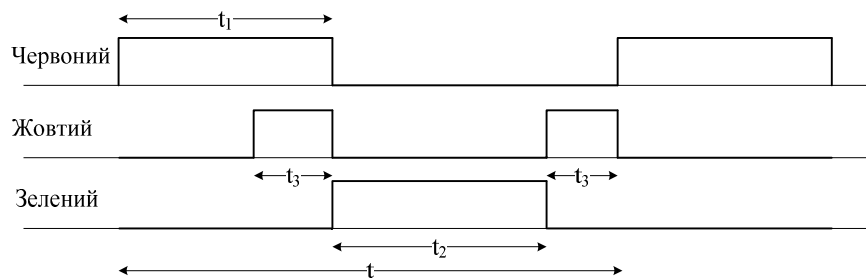 t1
Червоний
Жовтий
t3 t3
Зелений
t2
t